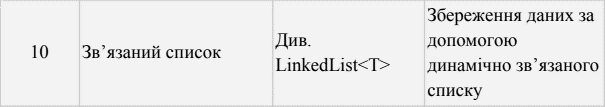 10
Зв’язаний список
Див.
LinkedList<T>
Збереження даних за
допомогою
динамічно зв’язаного
списку